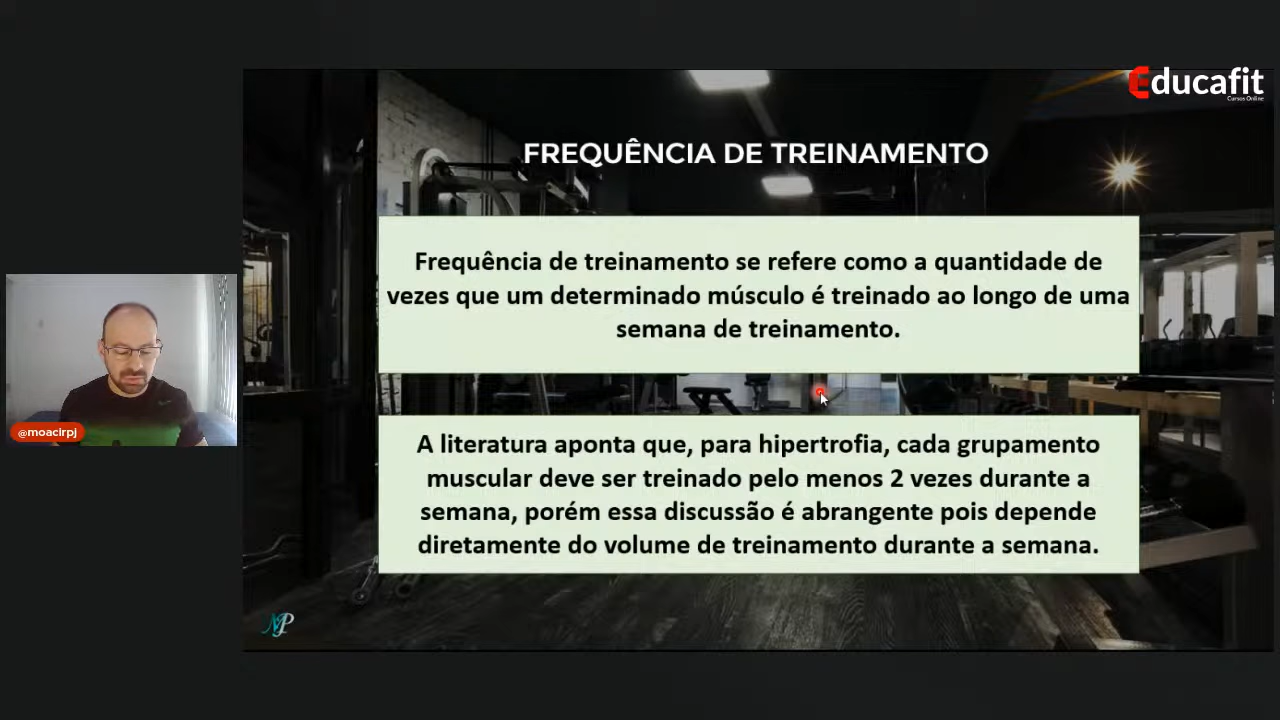 Educafit
Cursos Online
FREQUÊNCIA DE TREINAMENTO
Frequência de treinamento se refere como a quantidade de
vezes que um determinado músculo é treinado ao longo de uma
semana de treinamento.
A literatura aponta que, para hipertrofia, cada grupamento
muscular deve ser treinado pelo menos 2 vezes durante a
semana, porém essa discussão é abrangente pois depende
diretamente do volume de treinamento durante a semana.
@moacirpj
MP